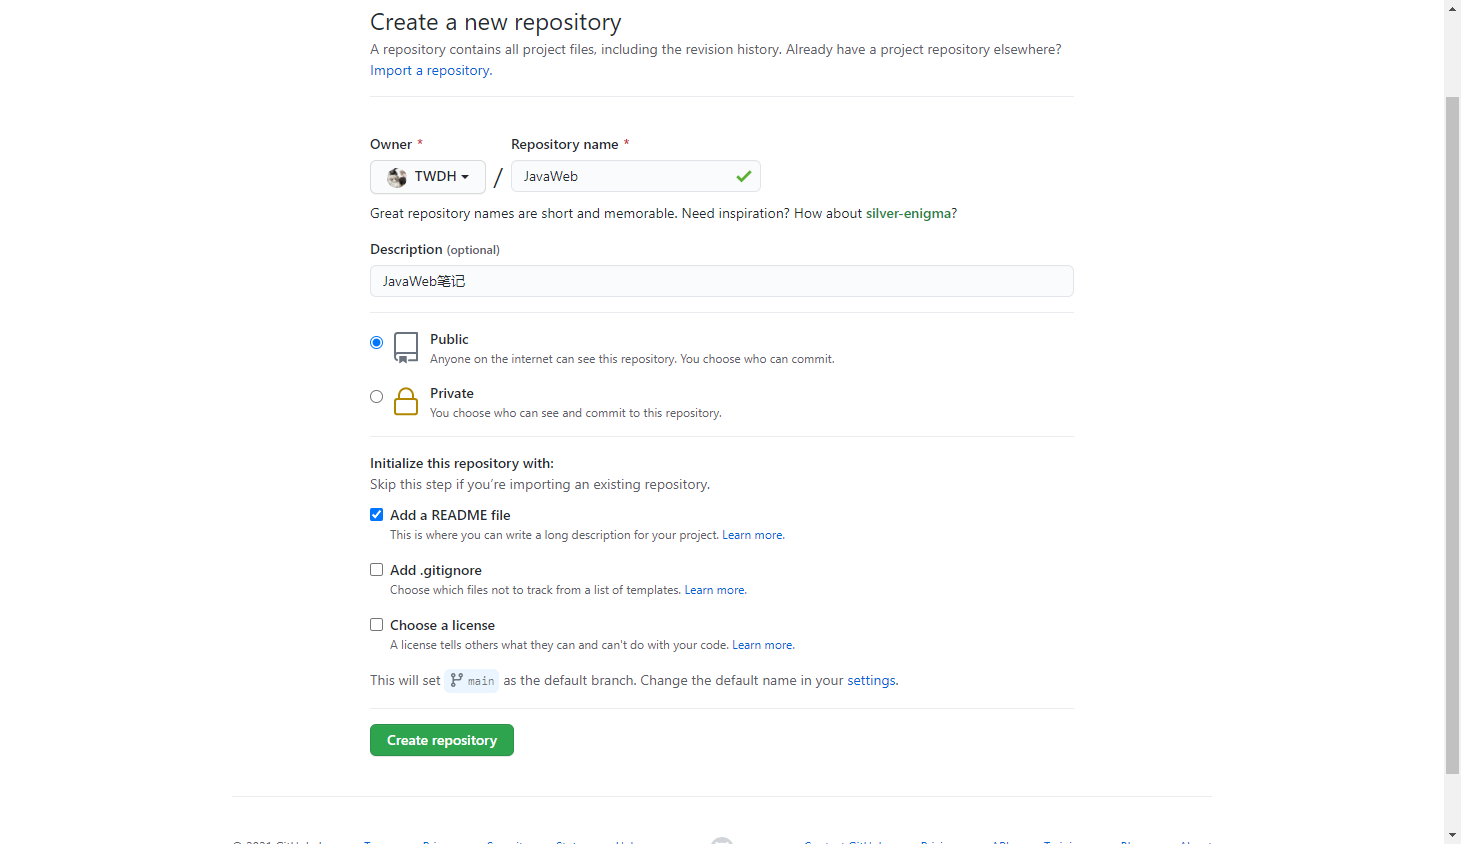 Create a new repository
A repository contains all project files, including the revision history. Already have a project repository elsewhere?
Import a repository.
Owner * Repository name *
TWDH / JavaWeb
Great repository names are short and memorable. Need inspiration? How about silver-enigma?
Description (optional)
JavaWeb笔记
Public
Anyone on the internet can see this repository. You choose who can commit.
Private
You choose who can see and commit to this repository.
Initialize this repository with:
Skip this step if you're importing an existing repository.
Add a README file
This is where you can write a long description for your project. Learn more.
Add .gitignore
Choose which files not to track from a list of templates. Learn more.
Choose a license
A license tells others what they can and can't do with your code. Learn more.
This will set main as the default branch. Change the default name in your settings.
Create repository